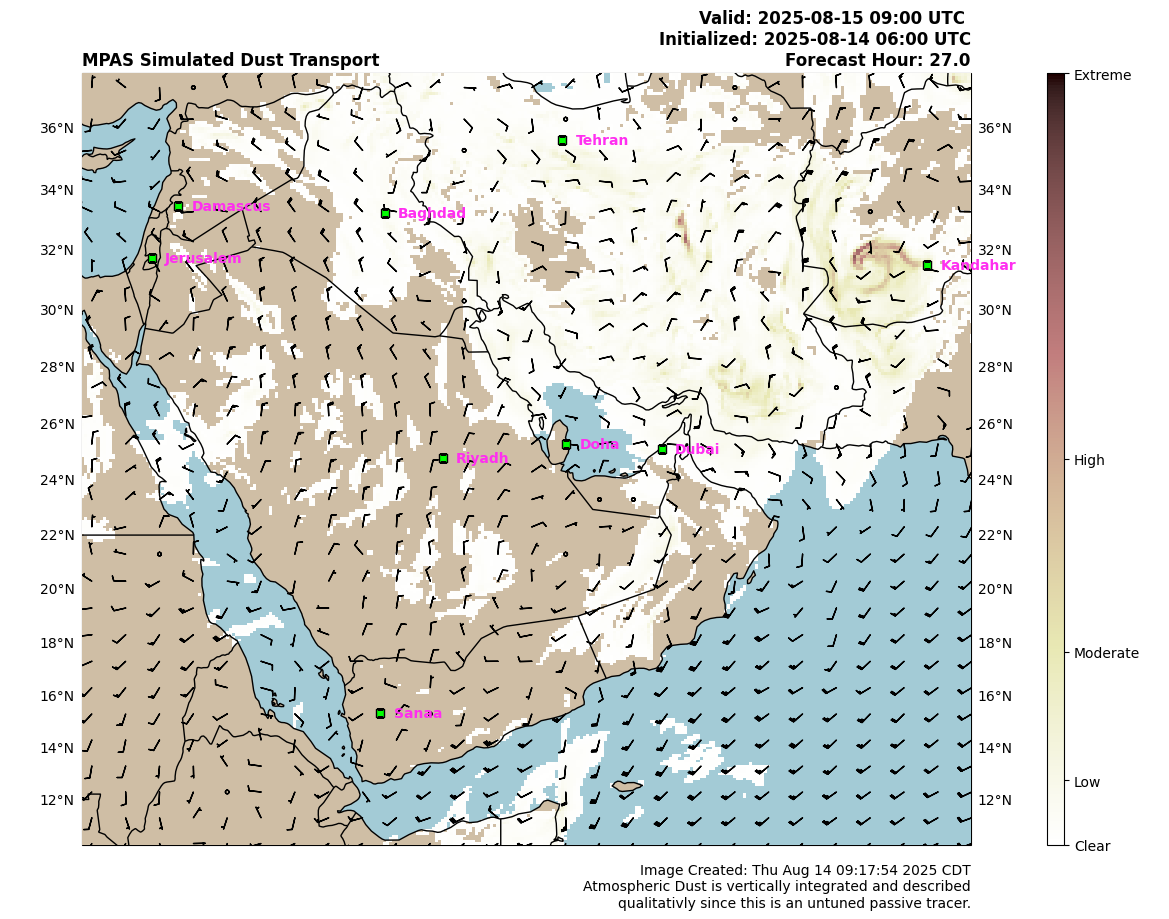 Valid: 2025-08-15 09:00 UTC
Initialized: 2025-08-14 06:00 UTC
MPAS Simulated Dust Transport
Forecast Hour: 27.0
36°N
34°N
32°N
30°N
28°N
26°N
24°N
22°N
20°N
18°N
16°N
14°N
12°N
Tehran
Damascus
Baghdad
Jerusalem
Kandahar
Doha
Dubai
Riyadh
Sanaa
36°N
34°N
32°N
30°N
28°N
26°N
24°N
22°N
20°N
18°N
16°N
14°N
12°N
Extreme
High
Moderate
Low
Clear
Image Created: Thu Aug 14 09:17:54 2025 CDT
Atmospheric Dust is vertically integrated and described
qualitativly since this is an untuned passive tracer.